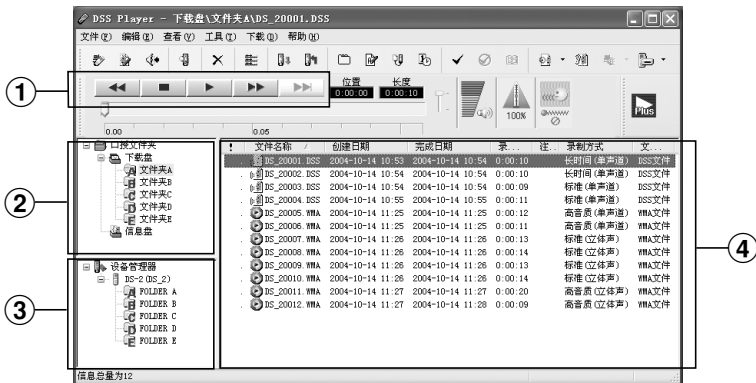 DSS Player - 下载盘\文件夹A\DS_20001.DSS
文件(F) 编辑(E) 查看(V) 工具(T) 下载(D) 帮助(H)
位置 长度
0:00:00 0:00:10
100%
Plus
0.00 0.05
①
②
③
④
口授文件夹
下载盘
文件夹A
文件夹B
文件夹C
文件夹D
文件夹E
信息盘
设备管理器
DS-2(DS_2)
FOLDER A
FOLDER B
FOLDER C
FOLDER D
FOLDER E
! 文件名称 创建日期 完成日期 录... 注.. 录制方式 文...
DS_20001.DSS 2004-10-14 10:53 2004-10-14 10:54 0:00:10 长时间(单声道) DSS文件
DS_20002.DSS 2004-10-14 10:54 2004-10-14 10:54 0:00:10 长时间(单声道) DSS文件
DS_20003.DSS 2004-10-14 10:54 2004-10-14 10:54 0:00:09 标准(单声道) DSS文件
DS_20004.DSS 2004-10-14 10:55 2004-10-14 10:55 0:00:11 标准(单声道) DSS文件
DS_20005.WMA 2004-10-14 11:25 2004-10-14 11:25 0:00:12 高音质(单声道) WMA文件
DS_20006.WMA 2004-10-14 11:25 2004-10-14 11:25 0:00:11 高音质(单声道) WMA文件
DS_20007.WMA 2004-10-14 11:26 2004-10-14 11:26 0:00:13 标准(立体声) WMA文件
DS_20008.WMA 2004-10-14 11:26 2004-10-14 11:26 0:00:14 标准(立体声) WMA文件
DS_20009.WMA 2004-10-14 11:26 2004-10-14 11:26 0:00:13 标准(立体声) WMA文件
DS_20010.WMA 2004-10-14 11:26 2004-10-14 11:26 0:00:14 标准(立体声) WMA文件
DS_20011.WMA 2004-10-14 11:27 2004-10-14 11:27 0:00:20 高音质(立体声) WMA文件
DS_20012.WMA 2004-10-14 11:27 2004-10-14 11:28 0:00:09 高音质(立体声) WMA文件
信息总量为12